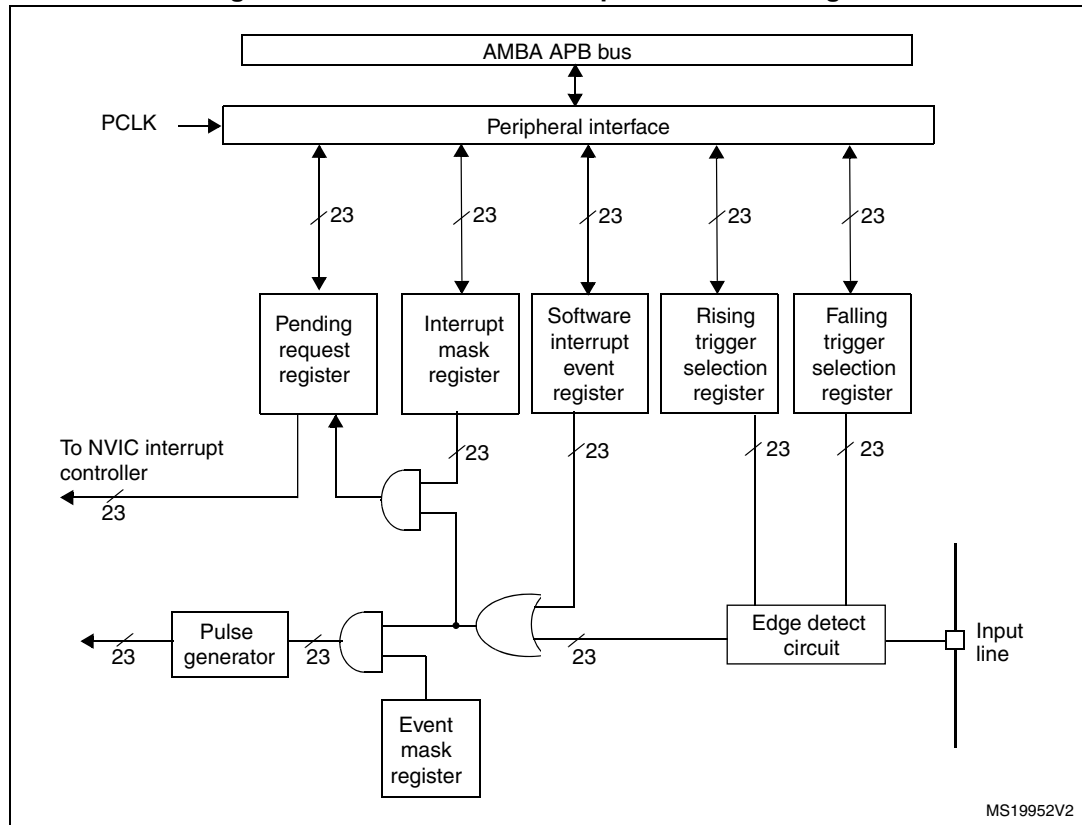 AMBA APB bus
PCLK
Peripheral interface
23
23
23
23
23
Pending
request
register
Interrupt
mask
register
Software
interrupt
event
register
Rising
trigger
selection
register
Falling
trigger
selection
register
To NVIC interrupt
controller
23
23
23
23
23
Pulse
generator
23
23
23
Edge detect
circuit
Input
line
Event
mask
register
MS19952V2